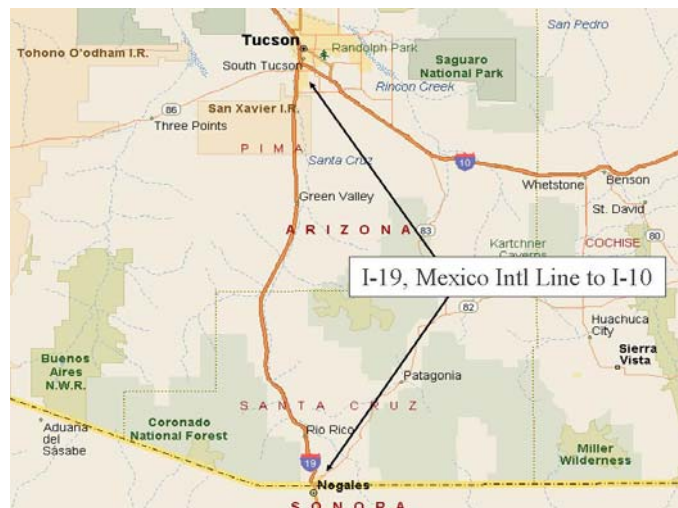 San Pedro
Tucson
Randolph Park
Tohono O'odham I.R.
South Tucson
Saguaro
National Park
Rincon Creek
86
San Xavier I.R.
Three Points
PIMA
Santa Cruz
10
Whetstone
Benson
Green Valley
St. David
ARIZONA
83
80
Kartchner
Caverns
COCHISE
I-19, Mexico Intl Line to I-10
82
Huachuca
City
Buenos
Aires
N.W.R.
Sierra
Vista
Patagonia
SANTA CRUZ
Aduana
del
Sásabe
Coronado
National Forest
Rio Rico
Miller
Wilderness
19
Nogales
SONORA